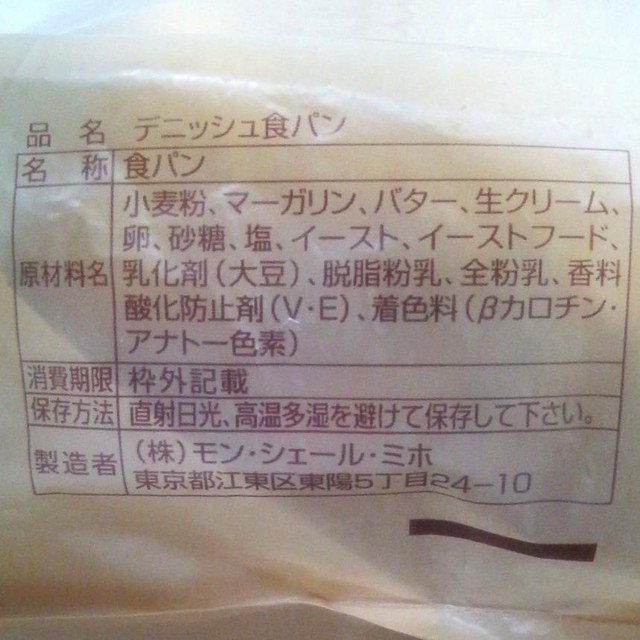 品名 デニッシュ食パン
名称 食パン
小麦粉、マーガリン、バター、生クリーム、
卵、砂糖、塩、イースト、イーストフード、
原材料名 乳化剤(大豆)、脱脂粉乳、全粉乳、香料
酸化防止剤(V・E)、着色料(βカロチン・
アナトー色素)
消費期限 枠外記載
保存方法 直射日光、高温多湿を避けて保存して下さい。
製造者 (株)モン・シェール・ミホ
東京都江東区東陽5丁目24-10